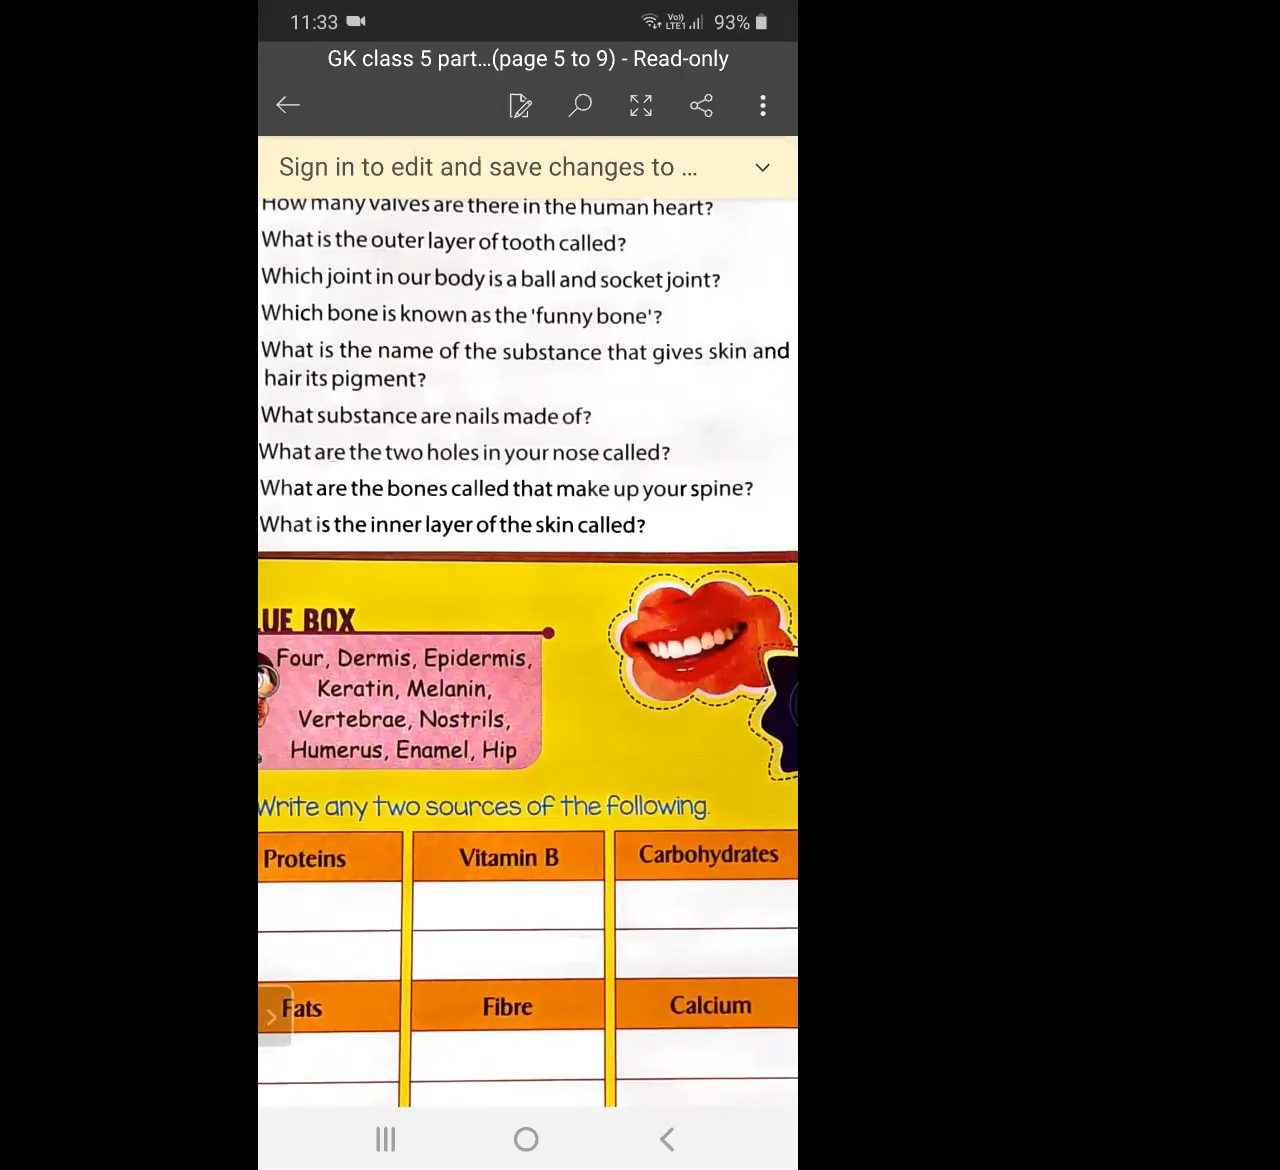 11:33
Vo)) LTE1 93%
GK class 5 part...(page 5 to 9) - Read-only
Sign in to edit and save changes to ...
How many valves are there in the human heart?
What is the outer layer of tooth called?
Which joint in our body is a ball and socket joint?
Which bone is known as the 'funny bone'?
What is the name of the substance that gives skin and
hair its pigment?
What substance are nails made of?
What are the two holes in your nose called?
What are the bones called that make up your spine?
What is the inner layer of the skin called?
UE BOX
Four, Dermis, Epidermis,
Keratin, Melanin,
Vertebrae, Nostrils,
Humerus, Enamel, Hip
Write any two sources of the following.
Proteins Vitamin B Carbohydrates
Fats Fibre Calcium